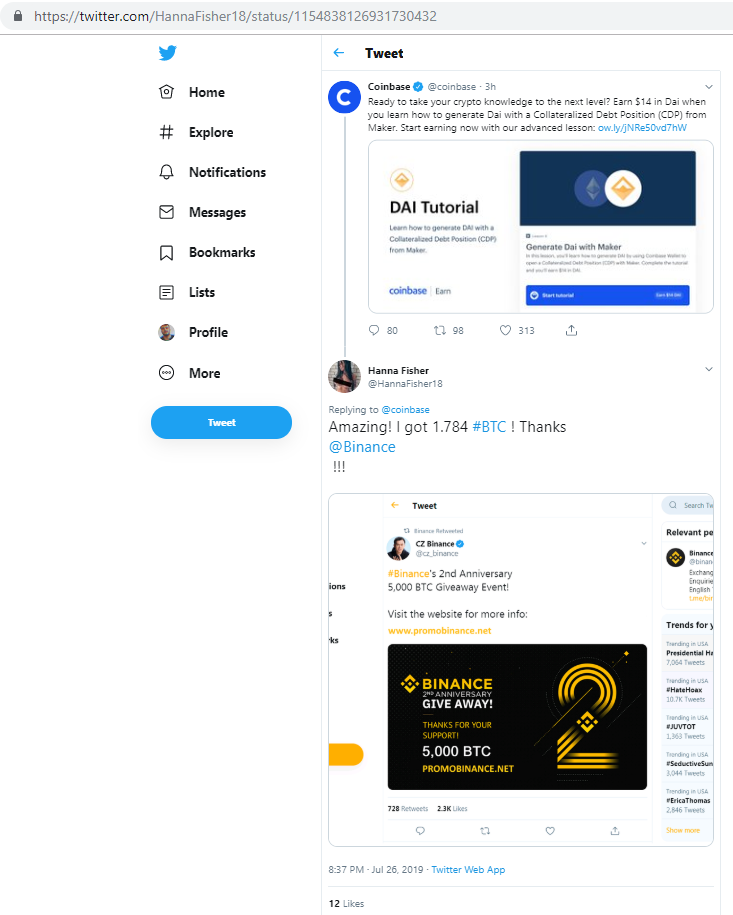 https://twitter.com/HannaFisher18/status/1154838126931730432
Home
Explore
Notifications
Messages
Bookmarks
Lists
Profile
More
Tweet
Tweet
Coinbase @coinbase · 3h
Ready to take your crypto knowledge to the next level? Earn $14 in Dai when
you learn how to generate Dai with a Collateralized Debt Position (CDP) from
Maker. Start earning now with our advanced lesson: ow.ly/jNRe50vd7hW
DAI Tutorial
Learn how to generate DAI with a
Collateralized Debt Position (CDP)
from Maker.
coinbase | Earn
Generate Dai with Maker
In this lesson, you'll learn how to generate DAI by using Coinbase Wallet to
open a Collateralized Debt Position (CDP) with Maker. Complete the tutorial
and you'll earn $14 in DAI.
Start tutorial
80 98 313
Hanna Fisher
@HannaFisher18
Replying to @coinbase
Amazing! I got 1.784 #BTC ! Thanks
@Binance
!!!
Tweet
Search Tw
Binance Retweeted
CZ Binance
@cz_binance
#Binance's 2nd Anniversary
5,000 BTC Giveaway Event!
Visit the website for more info:
www.promobinance.net
BINANCE
2ND ANNIVERSARY
GIVE AWAY!
THANKS FOR YOUR
SUPPORT!
5,000 BTC
PROMOBINANCE.NET
2
728 Retweets 2.3K Likes
ions
s
rks
Relevant pe
Binance
@binan
Exchang
Enquirie
English
t.me/bin
Trends for y
Trending in USA
Presidential Ha
7,064 Tweets
Trending in USA
#HateHoax
10.7K Tweets
Trending in USA
#JUVTOT
1,363 Tweets
Trending in USA
#SeductiveSun
3,044 Tweets
Trending in USA
#EricaThomas
2,846 Tweets
Show more
8:37 PM · Jul 26, 2019 · Twitter Web App
12 Likes